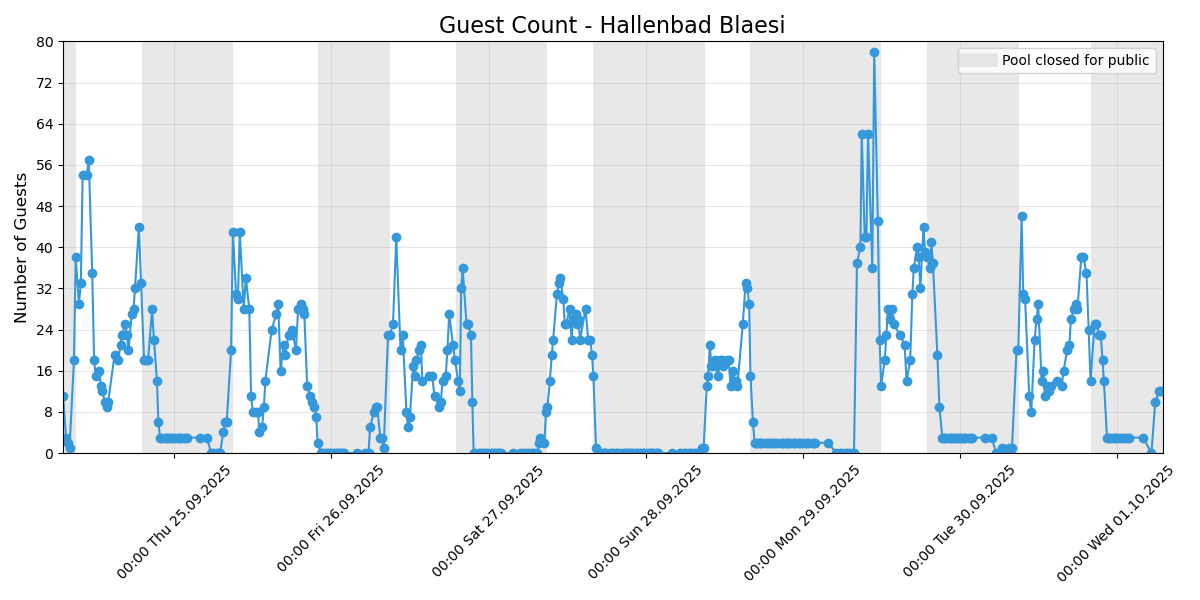 Guest Count - Hallenbad Blaesi
Number of Guests
80
72
64
56
48
40
32
24
16
8
0
Pool closed for public
00:00 Thu 25.09.2025
00:00 Fri 26.09.2025
00:00 Sat 27.09.2025
00:00 Sun 28.09.2025
00:00 Mon 29.09.2025
00:00 Tue 30.09.2025
00:00 Wed 01.10.2025